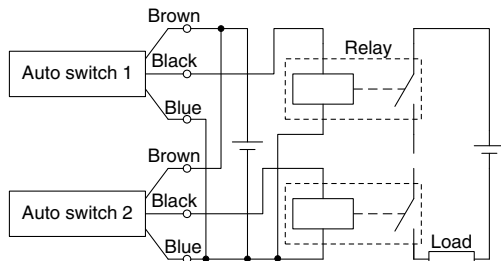 Brown
Relay
Black
Auto switch 1
Blue
Brown
Black
Auto switch 2
Blue
Load